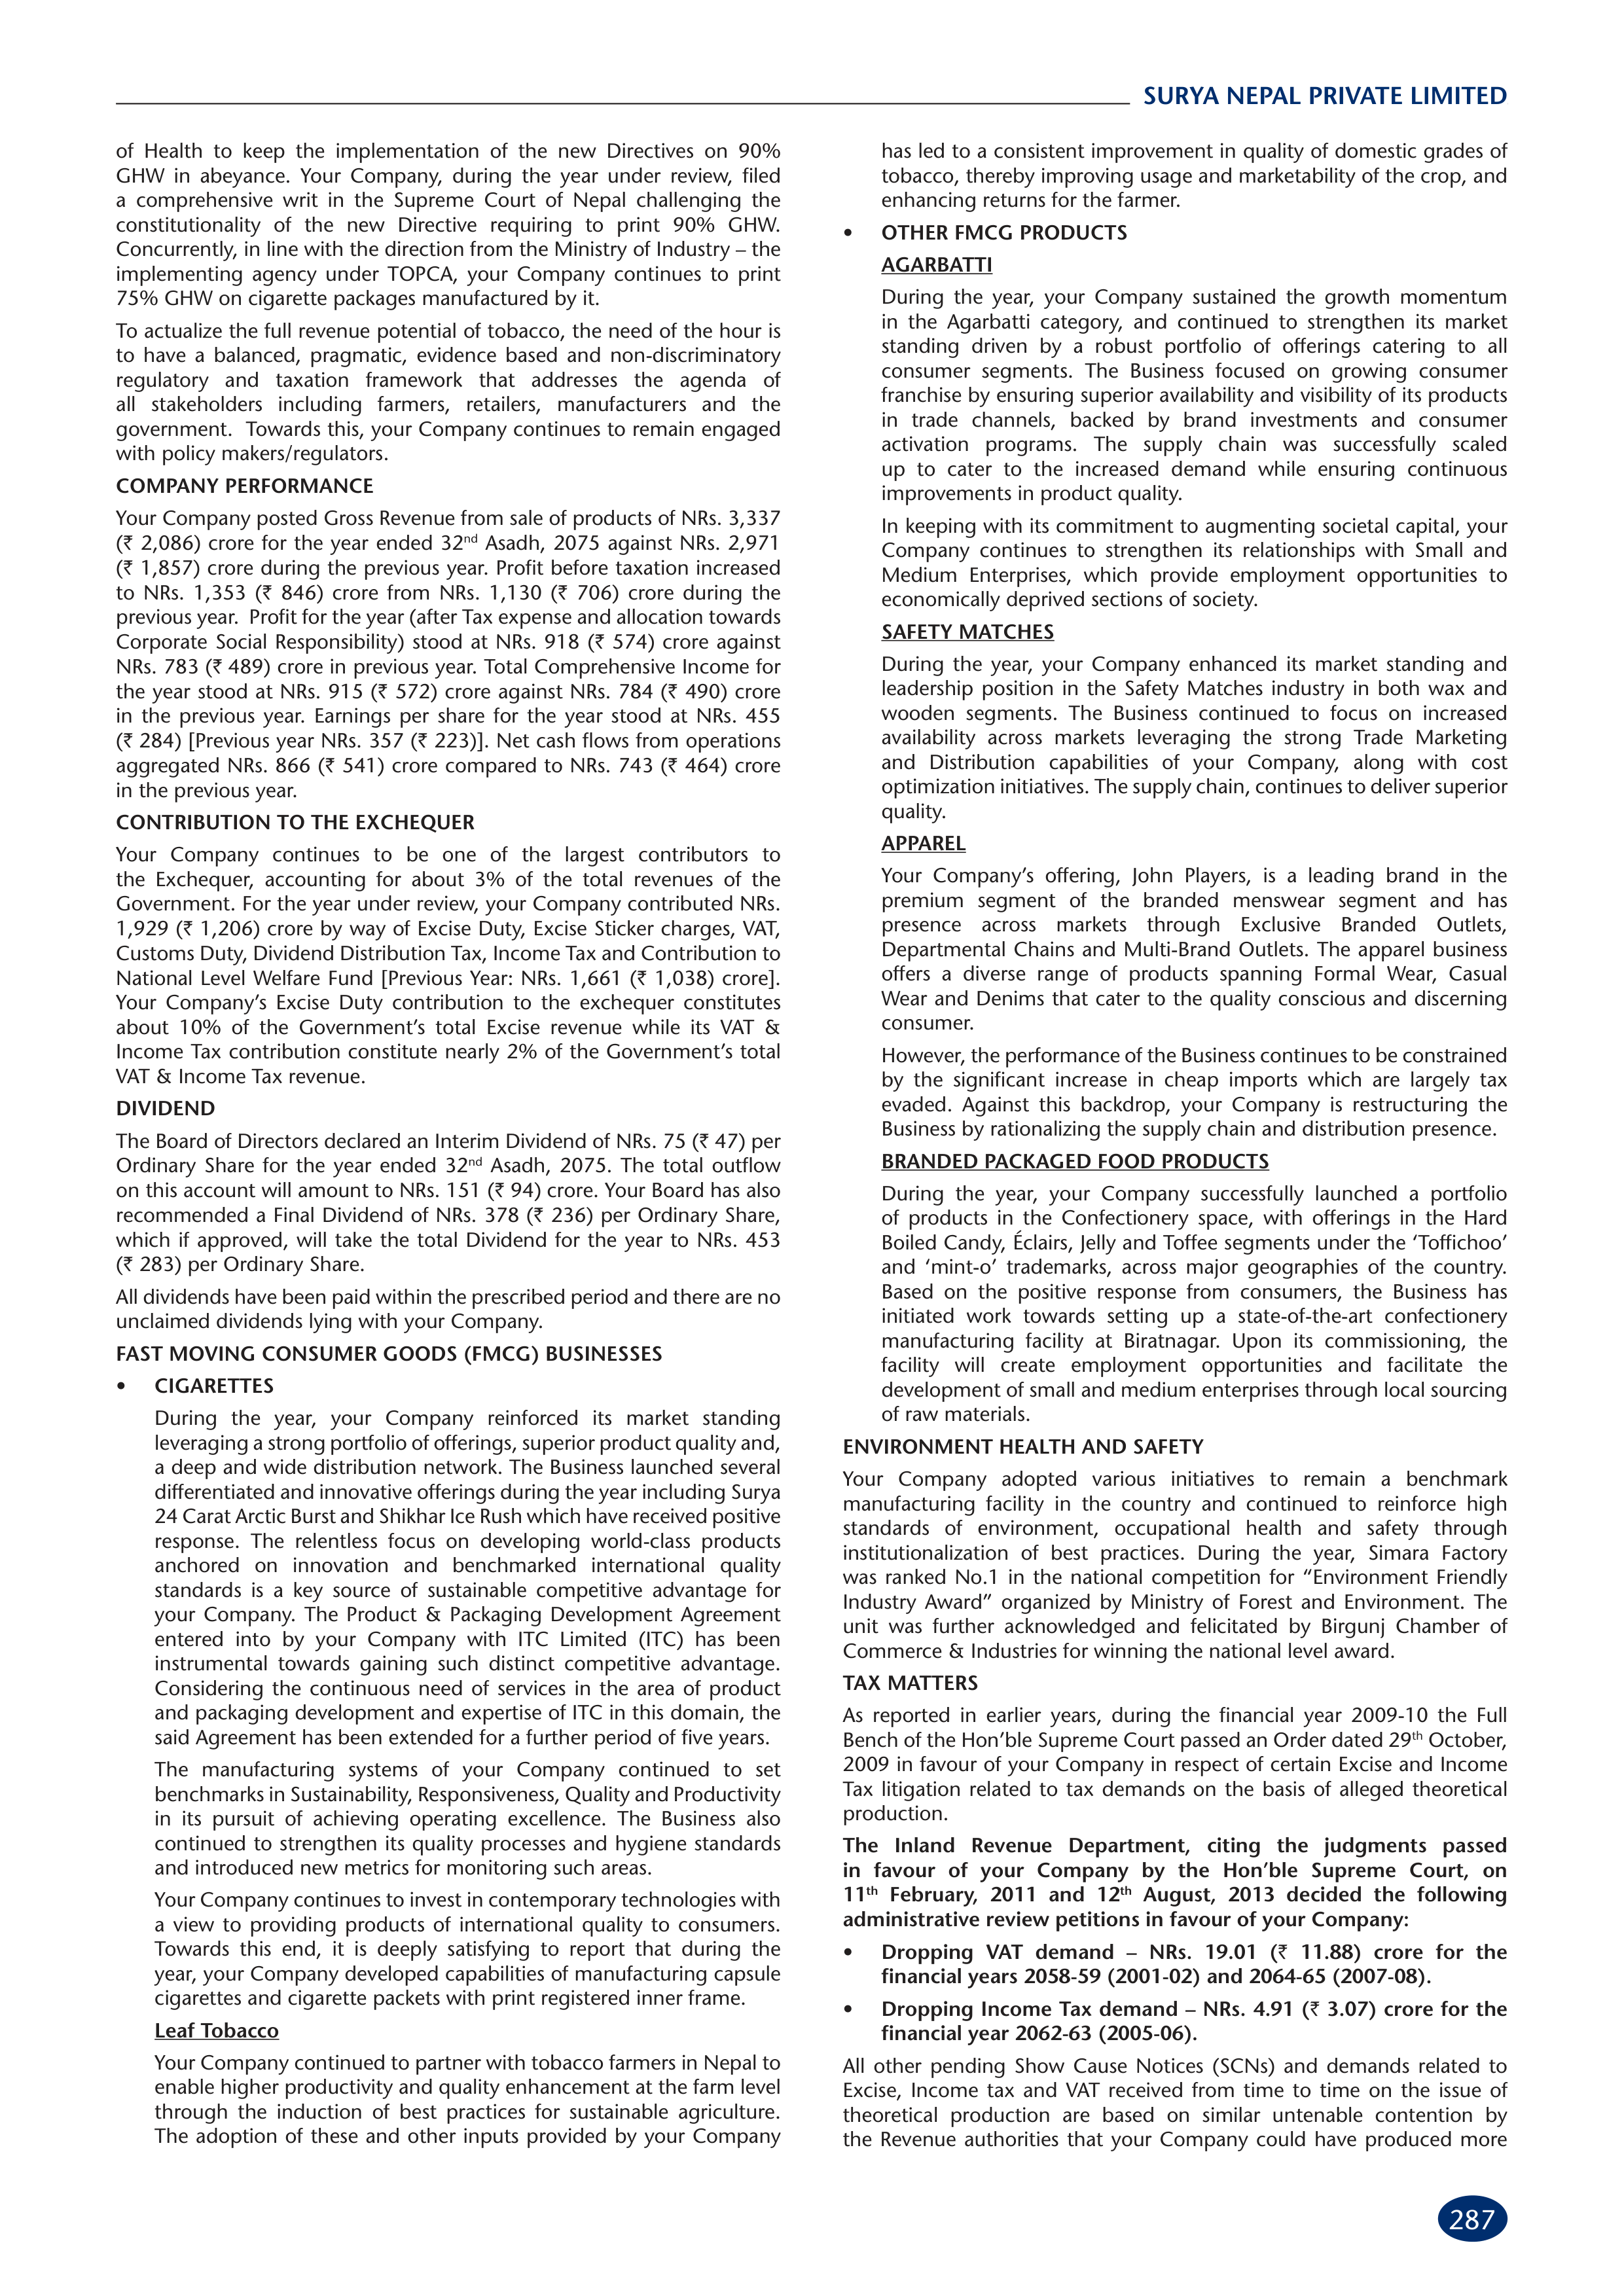 SURYA NEPAL PRIVATE LIMITED
of Health to keep the implementation of the new Directives on 90%
GHW in abeyance. Your Company, during the year under review, filed
a comprehensive writ in the Supreme Court of Nepal challenging the
constitutionality of the new Directive requiring to print 90% GHW.
Concurrently, in line with the direction from the Ministry of Industry – the
implementing agency under TOPCA, your Company continues to print
75% GHW on cigarette packages manufactured by it.
To actualize the full revenue potential of tobacco, the need of the hour is
to have a balanced, pragmatic, evidence based and non-discriminatory
regulatory and taxation framework that addresses the agenda of
all stakeholders including farmers, retailers, manufacturers and the
government. Towards this, your Company continues to remain engaged
with policy makers/regulators.
COMPANY PERFORMANCE
Your Company posted Gross Revenue from sale of products of NRs. 3,337
(₹ 2,086) crore for the year ended 32nd Asadh, 2075 against NRs. 2,971
(₹ 1,857) crore during the previous year. Profit before taxation increased
to NRs. 1,353 (₹ 846) crore from NRs. 1,130 (₹ 706) crore during the
previous year. Profit for the year (after Tax expense and allocation towards
Corporate Social Responsibility) stood at NRs. 918 (₹ 574) crore against
NRs. 783 (₹ 489) crore in previous year. Total Comprehensive Income for
the year stood at NRs. 915 (₹ 572) crore against NRs. 784 (₹ 490) crore
in the previous year. Earnings per share for the year stood at NRs. 455
(₹ 284) [Previous year NRs. 357 (₹ 223)]. Net cash flows from operations
aggregated NRs. 866 (₹ 541) crore compared to NRs. 743 (₹ 464) crore
in the previous year.
CONTRIBUTION TO THE EXCHEQUER
Your Company continues to be one of the largest contributors to
the Exchequer, accounting for about 3% of the total revenues of the
Government. For the year under review, your Company contributed NRs.
1,929 (₹ 1,206) crore by way of Excise Duty, Excise Sticker charges, VAT,
Customs Duty, Dividend Distribution Tax, Income Tax and Contribution to
National Level Welfare Fund [Previous Year: NRs. 1,661 (₹ 1,038) crore].
Your Company's Excise Duty contribution to the exchequer constitutes
about 10% of the Government's total Excise revenue while its VAT &
Income Tax contribution constitute nearly 2% of the Government's total
VAT & Income Tax revenue.
DIVIDEND
The Board of Directors declared an Interim Dividend of NRs. 75 (₹ 47) per
Ordinary Share for the year ended 32nd Asadh, 2075. The total outflow
on this account will amount to NRs. 151 (₹ 94) crore. Your Board has also
recommended a Final Dividend of NRs. 378 (₹ 236) per Ordinary Share,
which if approved, will take the total Dividend for the year to NRs. 453
(₹ 283) per Ordinary Share.
All dividends have been paid within the prescribed period and there are no
unclaimed dividends lying with your Company.
FAST MOVING CONSUMER GOODS (FMCG) BUSINESSES
• CIGARETTES
During the year, your Company reinforced its market standing
leveraging a strong portfolio of offerings, superior product quality and,
a deep and wide distribution network. The Business launched several
differentiated and innovative offerings during the year including Surya
24 Carat Arctic Burst and Shikhar Ice Rush which have received positive
response. The relentless focus on developing world-class products
anchored on innovation and benchmarked international quality
standards is a key source of sustainable competitive advantage for
your Company. The Product & Packaging Development Agreement
entered into by your Company with ITC Limited (ITC) has been
instrumental towards gaining such distinct competitive advantage.
Considering the continuous need of services in the area of product
and packaging development and expertise of ITC in this domain, the
said Agreement has been extended for a further period of five years.
The manufacturing systems of your Company continued to set
benchmarks in Sustainability, Responsiveness, Quality and Productivity
in its pursuit of achieving operating excellence. The Business also
continued to strengthen its quality processes and hygiene standards
and introduced new metrics for monitoring such areas.
Your Company continues to invest in contemporary technologies with
a view to providing products of international quality to consumers.
Towards this end, it is deeply satisfying to report that during the
year, your Company developed capabilities of manufacturing capsule
cigarettes and cigarette packets with print registered inner frame.
Leaf Tobacco
Your Company continued to partner with tobacco farmers in Nepal to
enable higher productivity and quality enhancement at the farm level
through the induction of best practices for sustainable agriculture.
The adoption of these and other inputs provided by your Company
has led to a consistent improvement in quality of domestic grades of
tobacco, thereby improving usage and marketability of the crop, and
enhancing returns for the farmer.
• OTHER FMCG PRODUCTS
AGARBATTI
During the year, your Company sustained the growth momentum
in the Agarbatti category, and continued to strengthen its market
standing driven by a robust portfolio of offerings catering to all
consumer segments. The Business focused on growing consumer
franchise by ensuring superior availability and visibility of its products
in trade channels, backed by brand investments and consumer
activation programs. The supply chain was successfully scaled
up to cater to the increased demand while ensuring continuous
improvements in product quality.
In keeping with its commitment to augmenting societal capital, your
Company continues to strengthen its relationships with Small and
Medium Enterprises, which provide employment opportunities to
economically deprived sections of society.
SAFETY MATCHES
During the year, your Company enhanced its market standing and
leadership position in the Safety Matches industry in both wax and
wooden segments. The Business continued to focus on increased
availability across markets leveraging the strong Trade Marketing
and Distribution capabilities of your Company, along with cost
optimization initiatives. The supply chain, continues to deliver superior
quality.
APPAREL
Your Company's offering, John Players, is a leading brand in the
premium segment of the branded menswear segment and has
presence across markets through Exclusive Branded Outlets,
Departmental Chains and Multi-Brand Outlets. The apparel business
offers a diverse range of products spanning Formal Wear, Casual
Wear and Denims that cater to the quality conscious and discerning
consumer.
However, the performance of the Business continues to be constrained
by the significant increase in cheap imports which are largely tax
evaded. Against this backdrop, your Company is restructuring the
Business by rationalizing the supply chain and distribution presence.
BRANDED PACKAGED FOOD PRODUCTS
During the year, your Company successfully launched a portfolio
of products in the Confectionery space, with offerings in the Hard
Boiled Candy, Éclairs, Jelly and Toffee segments under the 'Toffichoo'
and 'mint-o' trademarks, across major geographies of the country.
Based on the positive response from consumers, the Business has
initiated work towards setting up a state-of-the-art confectionery
manufacturing facility at Biratnagar. Upon its commissioning, the
facility will create employment opportunities and facilitate the
development of small and medium enterprises through local sourcing
of raw materials.
ENVIRONMENT HEALTH AND SAFETY
Your Company adopted various initiatives to remain a benchmark
manufacturing facility in the country and continued to reinforce high
standards of environment, occupational health and safety through
institutionalization of best practices. During the year, Simara Factory
was ranked No.1 in the national competition for "Environment Friendly
Industry Award" organized by Ministry of Forest and Environment. The
unit was further acknowledged and felicitated by Birgunj Chamber of
Commerce & Industries for winning the national level award.
TAX MATTERS
As reported in earlier years, during the financial year 2009-10 the Full
Bench of the Hon'ble Supreme Court passed an Order dated 29th October,
2009 in favour of your Company in respect of certain Excise and Income
Tax litigation related to tax demands on the basis of alleged theoretical
production.
The Inland Revenue Department, citing the judgments passed
in favour of your Company by the Hon'ble Supreme Court, on
11th February, 2011 and 12th August, 2013 decided the following
administrative review petitions in favour of your Company:
• Dropping VAT demand – NRs. 19.01 (₹ 11.88) crore for the
financial years 2058-59 (2001-02) and 2064-65 (2007-08).
• Dropping Income Tax demand – NRs. 4.91 (₹ 3.07) crore for the
financial year 2062-63 (2005-06).
All other pending Show Cause Notices (SCNs) and demands related to
Excise, Income tax and VAT received from time to time on the issue of
theoretical production are based on similar untenable contention by
the Revenue authorities that your Company could have produced more
287